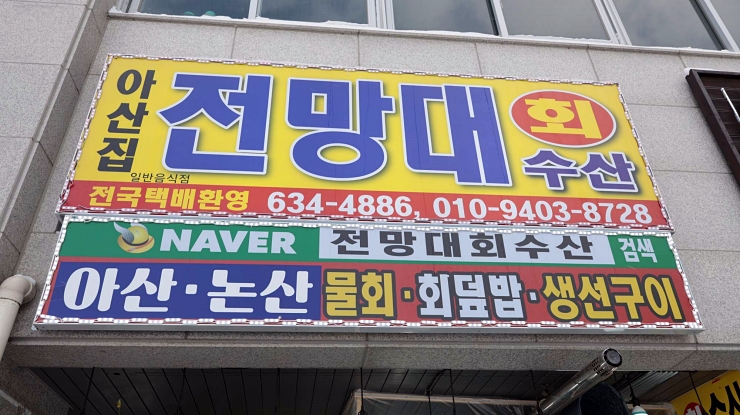 아산집 전망대 회 수산
일반음식점
전국택배환영 634-4886, 010-9403-8728
NAVER 전망대회수산 검색
아산·논산 물회·회덮밥·생선구이